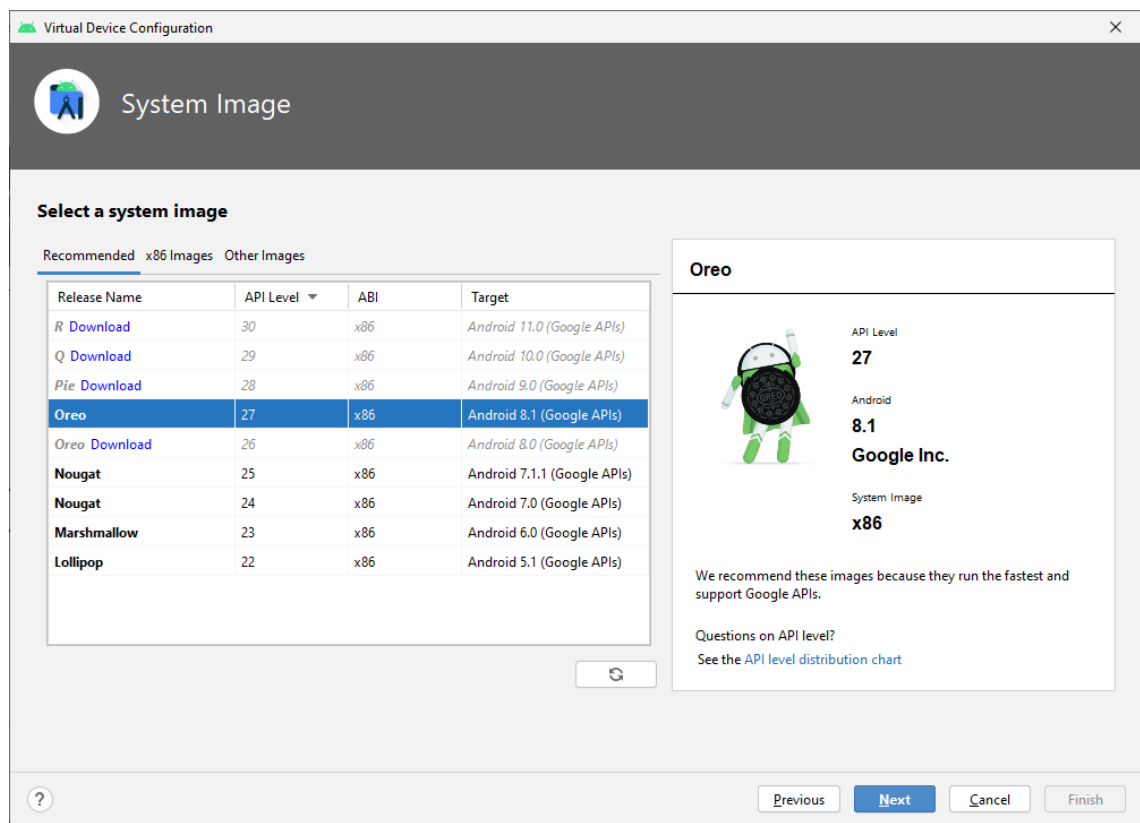 Virtual Device Configuration
System Image
Select a system image
Recommended x86 Images Other Images
Release Name API Level ABI Target
R Download 30 x86 Android 11.0 (Google APIs)
Q Download 29 x86 Android 10.0 (Google APIs)
Pie Download 28 x86 Android 9.0 (Google APIs)
Oreo 27 x86 Android 8.1 (Google APIs)
Oreo Download 26 x86 Android 8.0 (Google APIs)
Nougat 25 x86 Android 7.1.1 (Google APIs)
Nougat 24 x86 Android 7.0 (Google APIs)
Marshmallow 23 x86 Android 6.0 (Google APIs)
Lollipop 22 x86 Android 5.1 (Google APIs)
Oreo
OREO
API Level
27
Android
8.1
Google Inc.
System Image
x86
We recommend these images because they run the fastest and
support Google APIs.
Questions on API level?
See the API level distribution chart
? Previous Next Cancel Finish